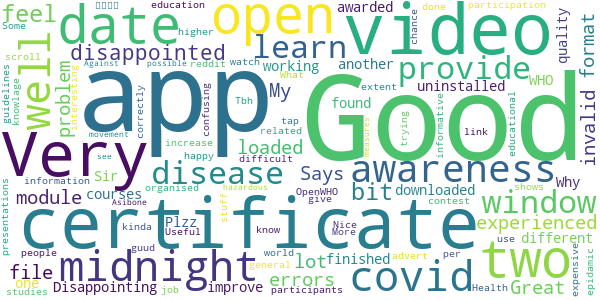 feel date open video
Some education higher reddit awarded chance done participation
well disappointed learn provide
Against possible What watch
scroll interesting working another quality format
guidelines knowlage problem
app Good
My uninstalled WHO invalid
movement correctly confusing loaded found extent informative educational
Tbh tap related trying link
Very increase happy difficult measures
see disease Says awareness
information Sir bit window
module courses organised Plzz OpenWHO downloaded Why shows
certificate
hazardous stuff give contest experienced
presentations Asibone kinda Useful guud know Nice More use different
people midnight lot finished covid two
file Disappointing world advert per expensive
one errors Great epidemic
studies job improve general participants Health